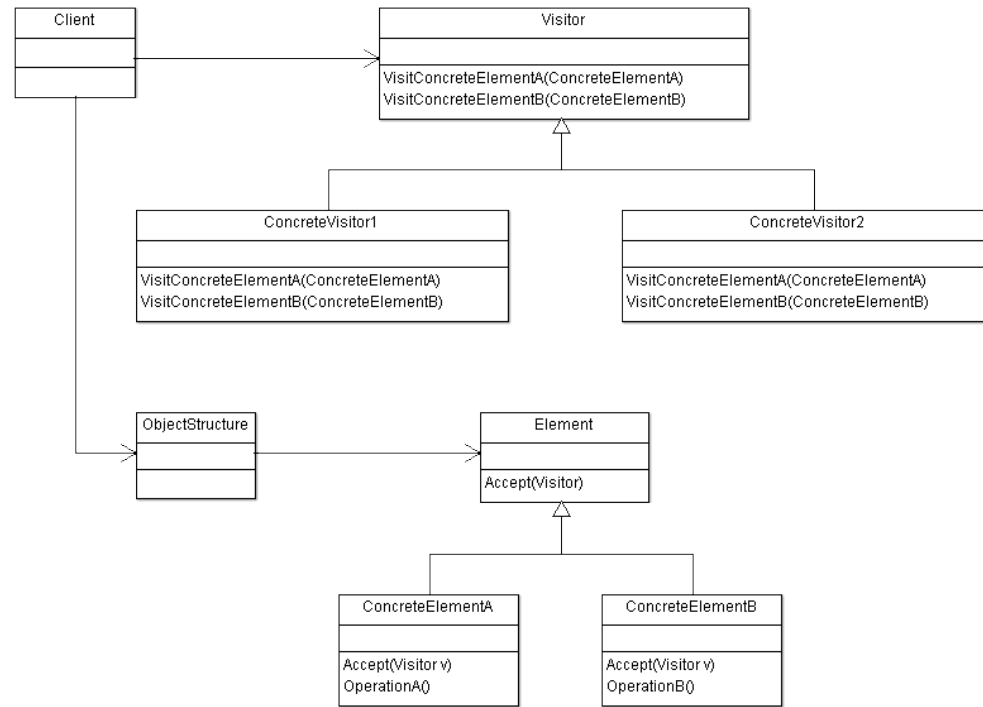 Client
Visitor
VisitConcreteElementA(ConcreteElementA)
VisitConcreteElementB(ConcreteElementB)
ConcreteVisitor1
VisitConcreteElementA(ConcreteElementA)
VisitConcreteElementB(ConcreteElementB)
ConcreteVisitor2
VisitConcreteElementA(ConcreteElementA)
VisitConcreteElementB(ConcreteElementB)
ObjectStructure
Element
Accept(Visitor)
ConcreteElementA
Accept(Visitor v)
OperationA()
ConcreteElementB
Accept(Visitor v)
OperationB()